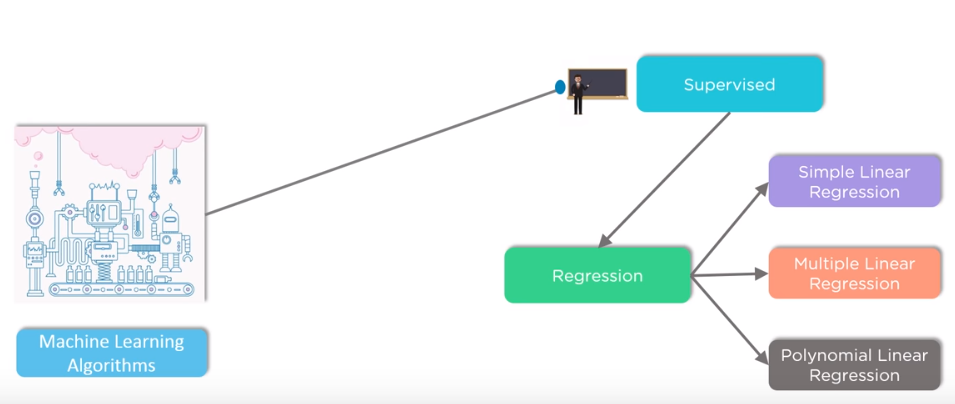 Supervised
Simple Linear
Regression
Regression
Multiple Linear
Regression
Polynomial Linear
Regression
Machine Learning
Algorithms